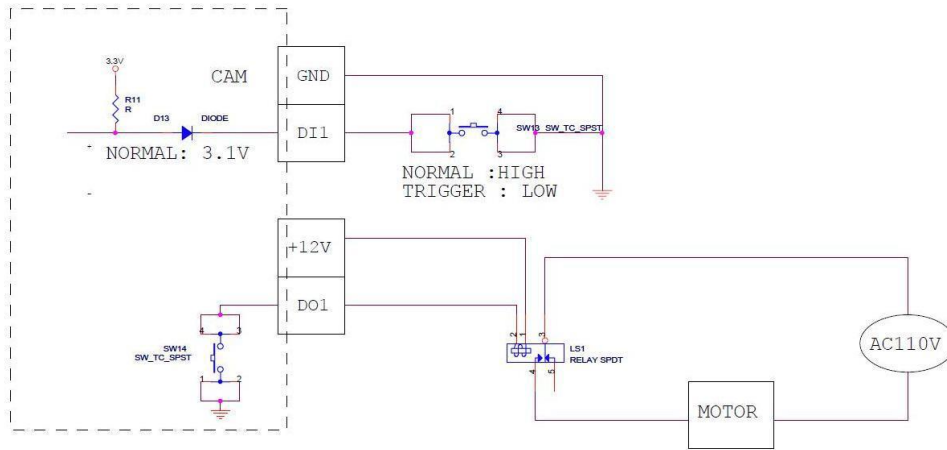 3.3V
CAM
GND
R11
R
D13
DIODE
DI1
1
4
SW13 SW_TC_SPST
2
3
NORMAL: 3.1V
-
-
NORMAL :HIGH
TRIGGER : LOW
+12V
DO1
4
3
SW14
SW_TC_SPST
1
2
2
1
3
LS1
RELAY SPDT
4
5
AC110V
MOTOR